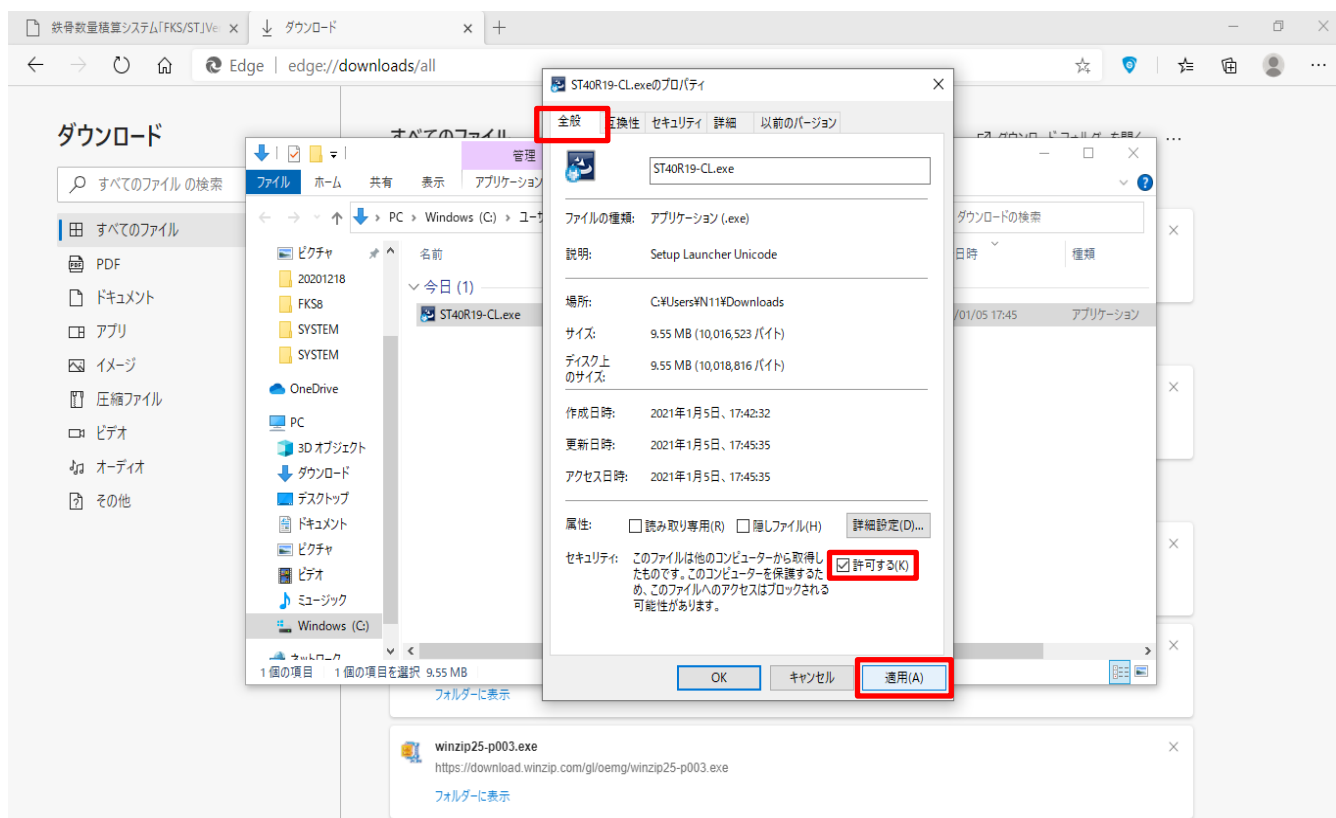 鉄骨数量積算システム「FKS/ST」Ve
ダウンロード
Edge | edge://downloads/all
ダウンロード
すべてのファイル の検索
すべてのファイル
PDF
ドキュメント
アプリ
イメージ
圧縮ファイル
ビデオ
オーディオ
その他
すべてのファイル
管理
ファイル ホーム 共有 表示 アプリケーション
PC › Windows (C:) › ユーザ
ダウンロードの検索
ピクチャ
20201218
FKS8
SYSTEM
SYSTEM
OneDrive
PC
3D オブジェクト
ダウンロード
デスクトップ
ドキュメント
ピクチャ
ビデオ
ミュージック
Windows (C:)
ネットワーク
名前
日時
種類
今日 (1)
ST40R19-CL.exe
/01/05 17:45
アプリケーション
1 個の項目
1 個の項目を選択 9.55 MB
ST40R19-CL.exeのプロパティ
全般 互換性 セキュリティ 詳細 以前のバージョン
ST40R19-CL.exe
ファイルの種類: アプリケーション (.exe)
説明: Setup Launcher Unicode
場所: C:¥Users¥N11¥Downloads
サイズ: 9.55 MB (10,016,523 バイト)
ディスク上
のサイズ: 9.55 MB (10,018,816 バイト)
作成日時: 2021年1月5日、17:42:32
更新日時: 2021年1月5日、17:45:35
アクセス日時: 2021年1月5日、17:45:35
属性: 読み取り専用(R) 隠しファイル(H) 詳細設定(D)...
セキュリティ: このファイルは他のコンピューターから取得し
たものです。このコンピューターを保護するた
め、このファイルへのアクセスはブロックされる
可能性があります。
許可する(K)
OK キャンセル 適用(A)
フォルダーに表示
winzip25-p003.exe
https://download.winzip.com/gl/oemg/winzip25-p003.exe
フォルダーに表示